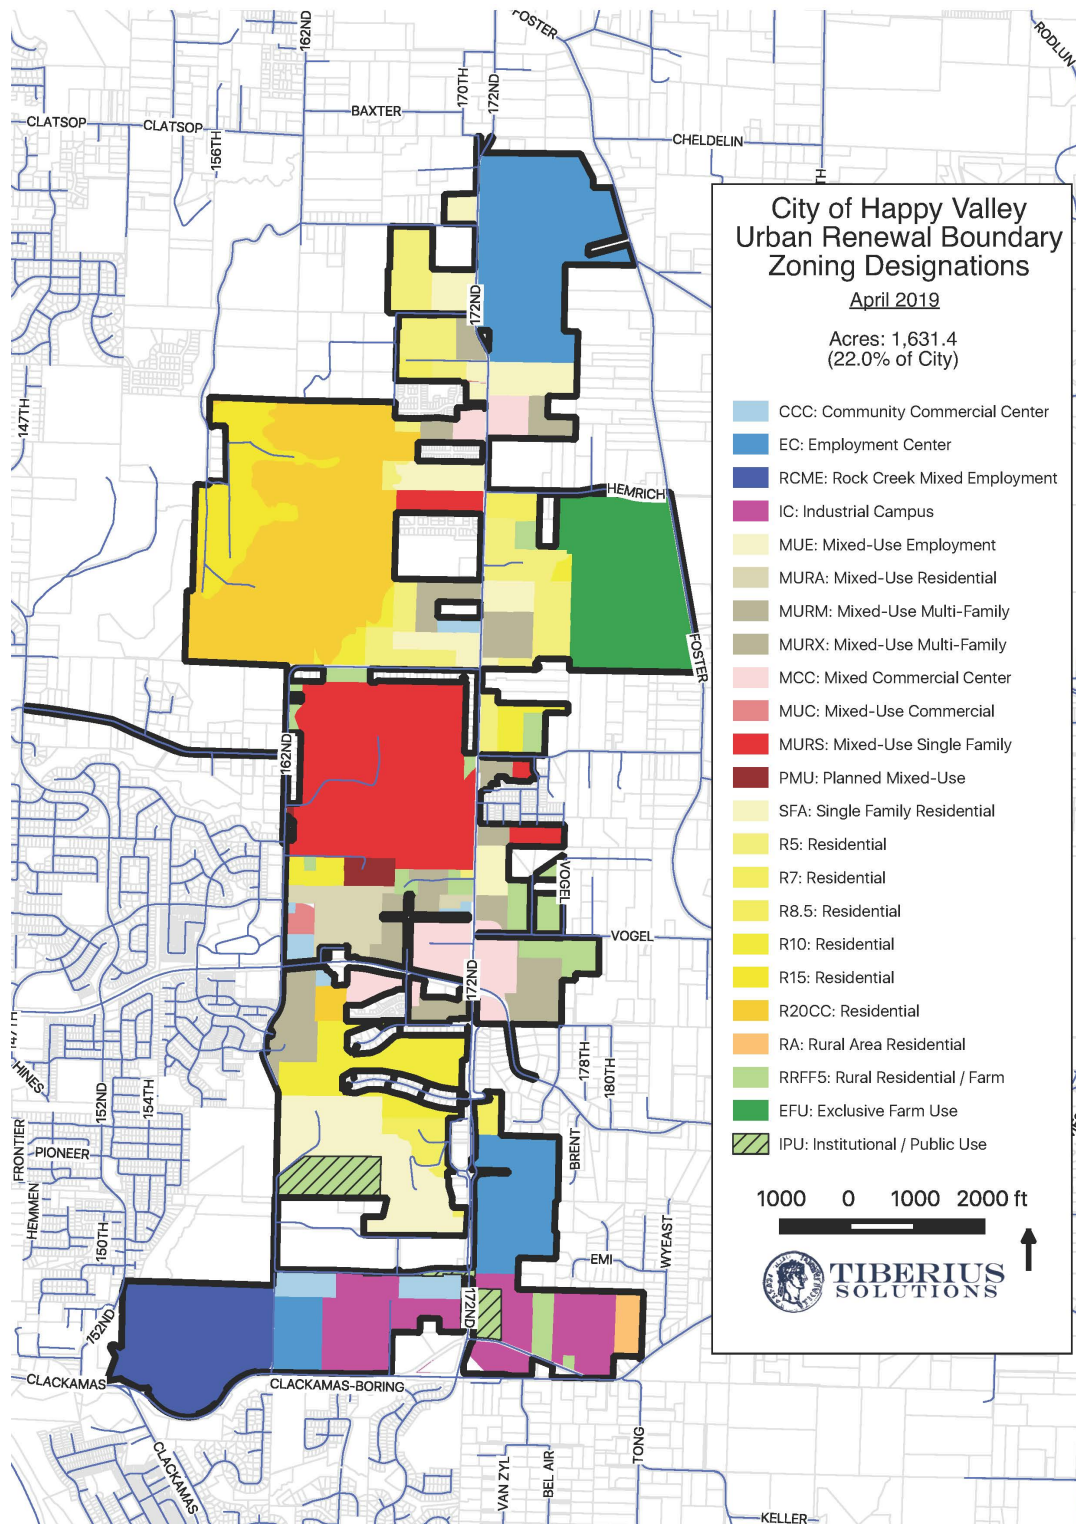 FOSTER
RODLUN
162ND
170TH
172ND
BAXTER
CLATSOP
CLATSOP
156TH
CHELDELIN
TH
City of Happy Valley
Urban Renewal Boundary
Zoning Designations
April 2019
Acres: 1,631.4
(22.0% of City)
172ND
147TH
CCC: Community Commercial Center
EC: Employment Center
RCME: Rock Creek Mixed Employment
IC: Industrial Campus
MUE: Mixed-Use Employment
MURA: Mixed-Use Residential
MURM: Mixed-Use Multi-Family
MURX: Mixed-Use Multi-Family
MCC: Mixed Commercial Center
MUC: Mixed-Use Commercial
MURS: Mixed-Use Single Family
PMU: Planned Mixed-Use
SFA: Single Family Residential
R5: Residential
R7: Residential
R8.5: Residential
R10: Residential
R15: Residential
R20CC: Residential
RA: Rural Area Residential
RRFF5: Rural Residential / Farm
EFU: Exclusive Farm Use
IPU: Institutional / Public Use
1000 0 1000 2000 ft
TIBERIUS
SOLUTIONS
HEMRICH
FOSTER
162ND
VOGEL
VOGEL
172ND
147TH
HINES
152ND
154TH
178TH
180TH
FRONTIER
PIONEER
BRENT
HEMMEN
150TH
WYEAST
EMI
152ND
172ND
CLACKAMAS
CLACKAMAS-BORING
CLACKAMAS
VAN ZYL
BEL AIR
TONG
KELLER